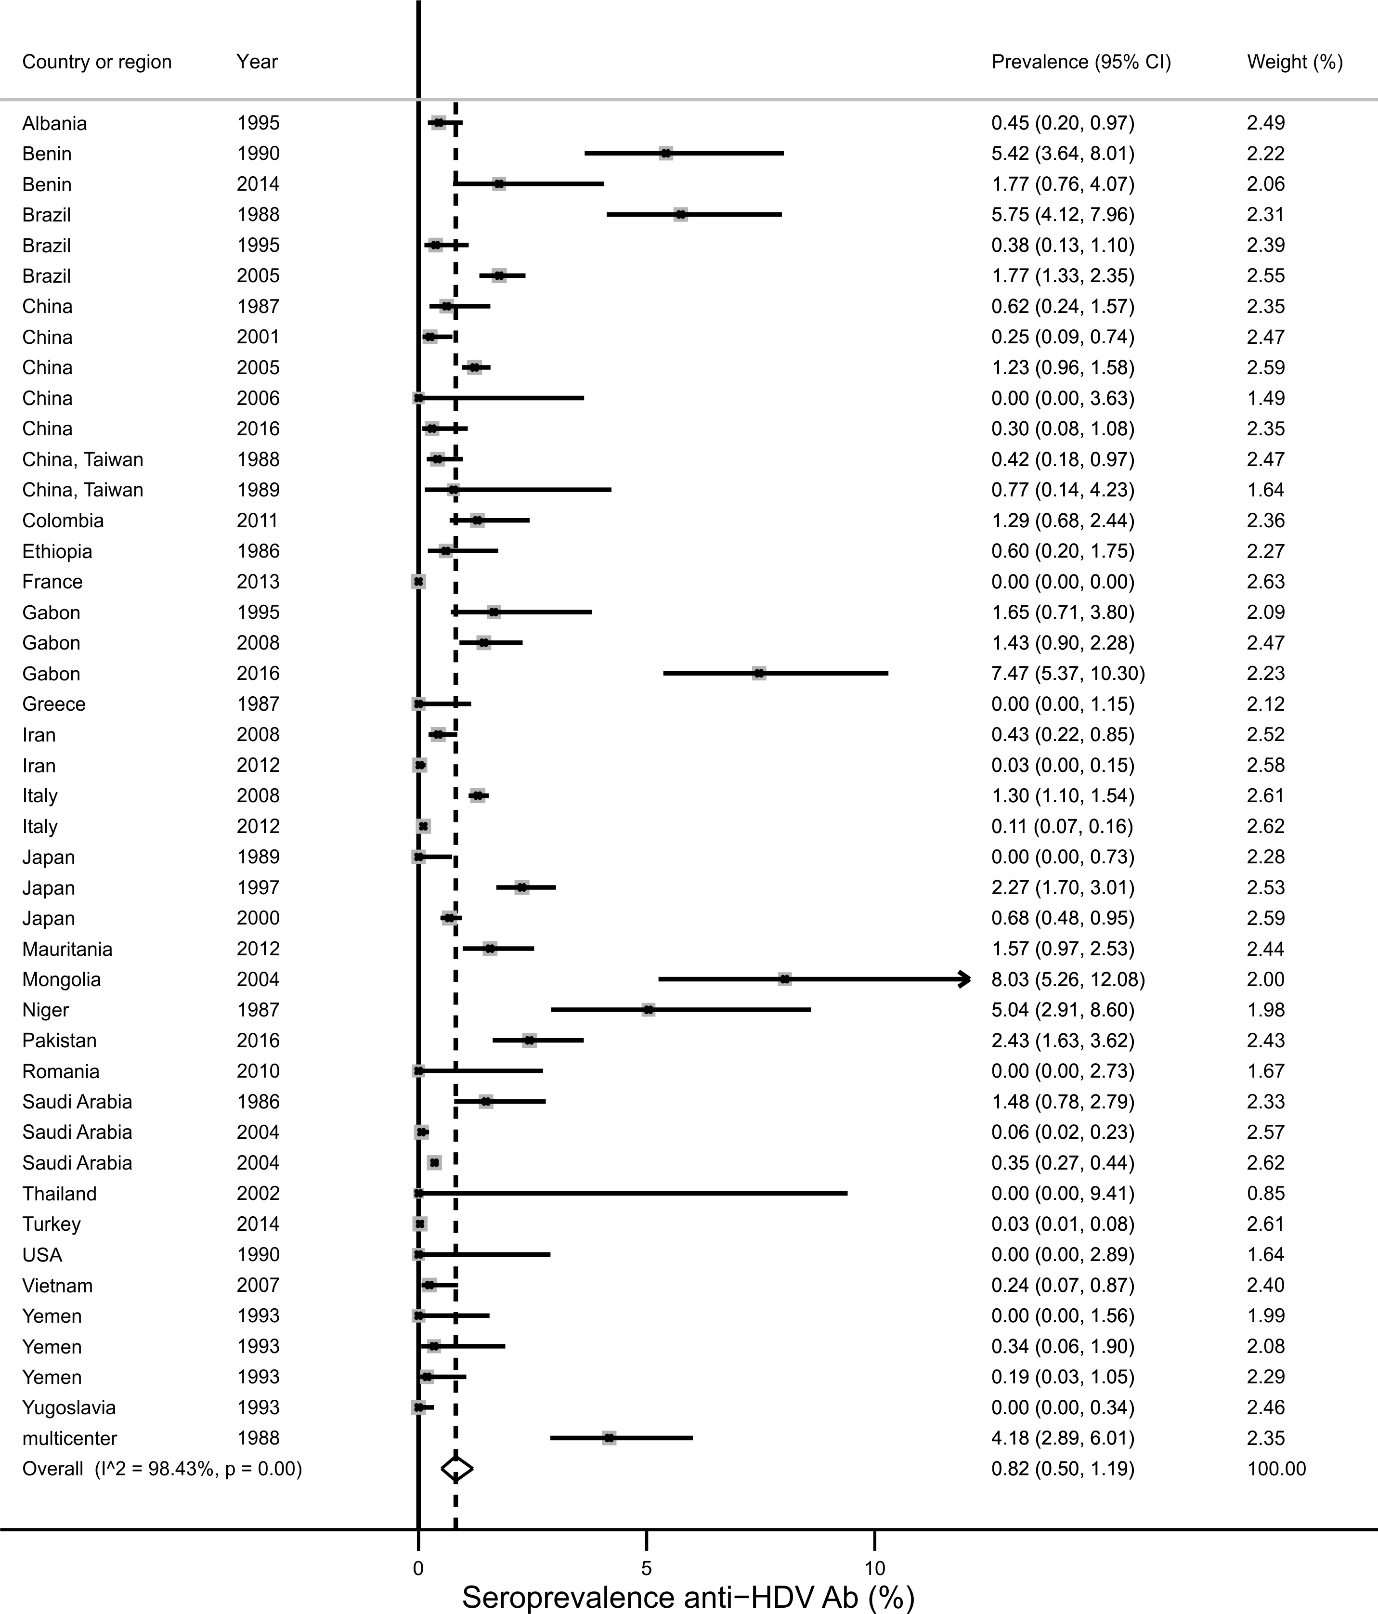 Country or region Year Prevalence (95% CI) Weight (%)
Albania 1995 0.45 (0.20, 0.97) 2.49
Benin 1990 5.42 (3.64, 8.01) 2.22
Benin 2014 1.77 (0.76, 4.07) 2.06
Brazil 1988 5.75 (4.12, 7.96) 2.31
Brazil 1995 0.38 (0.13, 1.10) 2.39
Brazil 2005 1.77 (1.33, 2.35) 2.55
China 1987 0.62 (0.24, 1.57) 2.35
China 2001 0.25 (0.09, 0.74) 2.47
China 2005 1.23 (0.96, 1.58) 2.59
China 2006 0.00 (0.00, 3.63) 1.49
China 2016 0.30 (0.08, 1.08) 2.35
China, Taiwan 1988 0.42 (0.18, 0.97) 2.47
China, Taiwan 1989 0.77 (0.14, 4.23) 1.64
Colombia 2011 1.29 (0.68, 2.44) 2.36
Ethiopia 1986 0.60 (0.20, 1.75) 2.27
France 2013 0.00 (0.00, 0.00) 2.63
Gabon 1995 1.65 (0.71, 3.80) 2.09
Gabon 2008 1.43 (0.90, 2.28) 2.47
Gabon 2016 7.47 (5.37, 10.30) 2.23
Greece 1987 0.00 (0.00, 1.15) 2.12
Iran 2008 0.43 (0.22, 0.85) 2.52
Iran 2012 0.03 (0.00, 0.15) 2.58
Italy 2008 1.30 (1.10, 1.54) 2.61
Italy 2012 0.11 (0.07, 0.16) 2.62
Japan 1989 0.00 (0.00, 0.73) 2.28
Japan 1997 2.27 (1.70, 3.01) 2.53
Japan 2000 0.68 (0.48, 0.95) 2.59
Mauritania 2012 1.57 (0.97, 2.53) 2.44
Mongolia 2004 8.03 (5.26, 12.08) 2.00
Niger 1987 5.04 (2.91, 8.60) 1.98
Pakistan 2016 2.43 (1.63, 3.62) 2.43
Romania 2010 0.00 (0.00, 2.73) 1.67
Saudi Arabia 1986 1.48 (0.78, 2.79) 2.33
Saudi Arabia 2004 0.06 (0.02, 0.23) 2.57
Saudi Arabia 2004 0.35 (0.27, 0.44) 2.62
Thailand 2002 0.00 (0.00, 9.41) 0.85
Turkey 2014 0.03 (0.01, 0.08) 2.61
USA 1990 0.00 (0.00, 2.89) 1.64
Vietnam 2007 0.24 (0.07, 0.87) 2.40
Yemen 1993 0.00 (0.00, 1.56) 1.99
Yemen 1993 0.34 (0.06, 1.90) 2.08
Yemen 1993 0.19 (0.03, 1.05) 2.29
Yugoslavia 1993 0.00 (0.00, 0.34) 2.46
multicenter 1988 4.18 (2.89, 6.01) 2.35
Overall (I^2 = 98.43%, p = 0.00) 0.82 (0.50, 1.19) 100.00
0 5 10
Seroprevalence anti−HDV Ab (%)